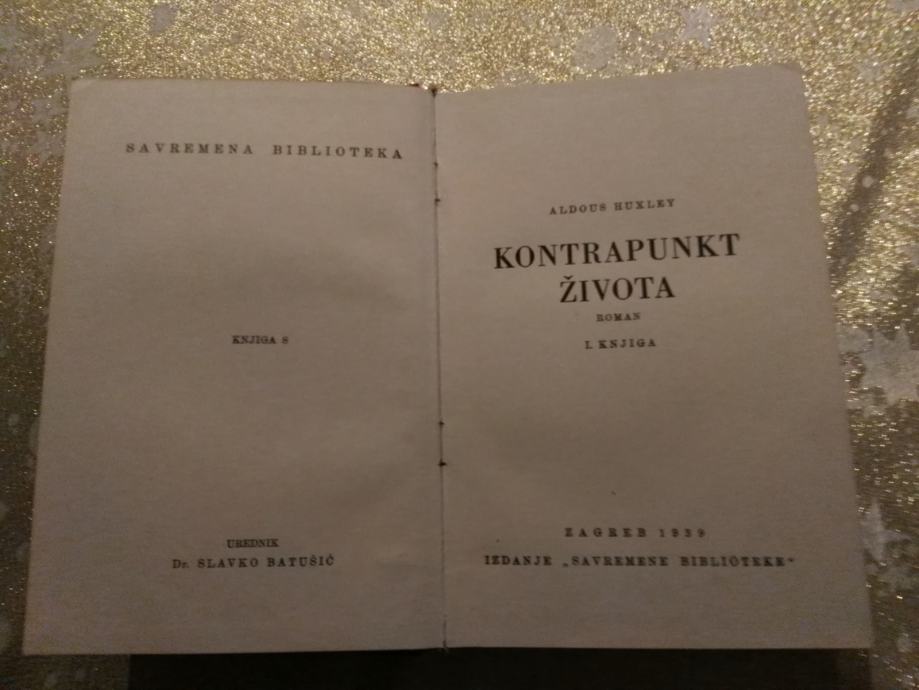 SAVREMENA BIBLIOTEKA
KNJIGA 8
UREDNIK
Dr. SLAVKO BATUŠIĆ
ALDOUS HUXLEY
KONTRAPUNKT
ŽIVOTA
ROMAN
I. KNJIGA
ZAGREB 1939
IZDANJE „SAVREMENE BIBLIOTEKE“